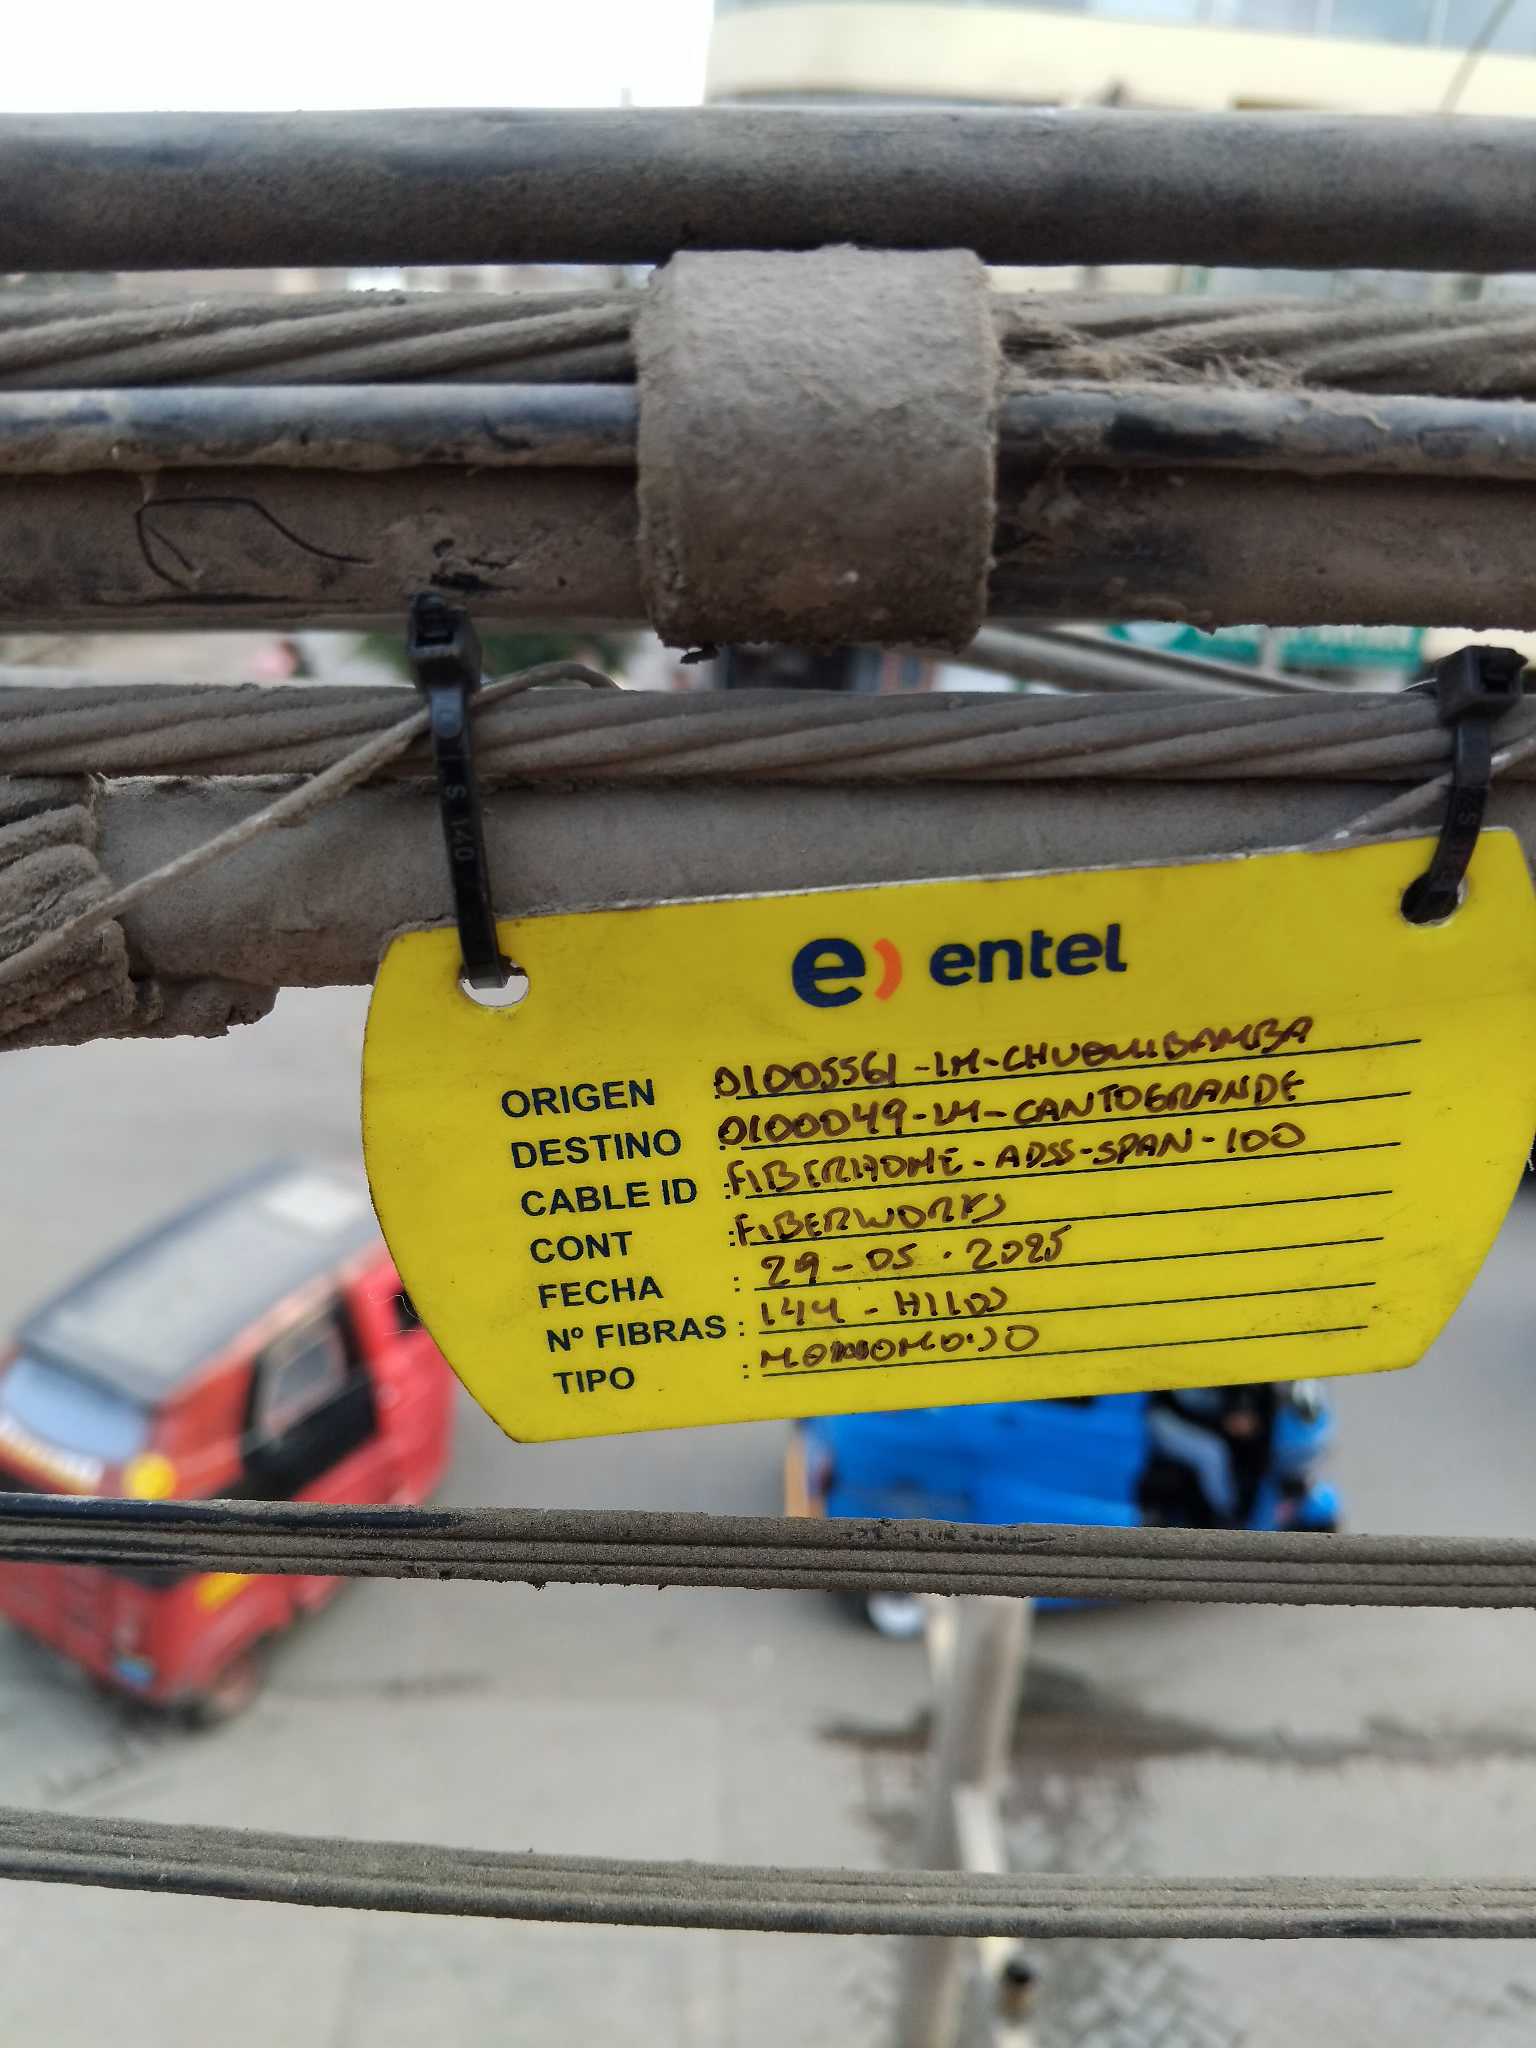 e) entel
ORIGEN : 01005561-LM-CHUQUIBAMBA
DESTINO : 0100049-LM-CANTOGRANDE
CABLE ID : FIBERHOME-ADSS-SPAN-100
CONT : FIBERWORKS
FECHA : 29-05-2025
Nº FIBRAS : 144-HILOS
TIPO : MONOMODO